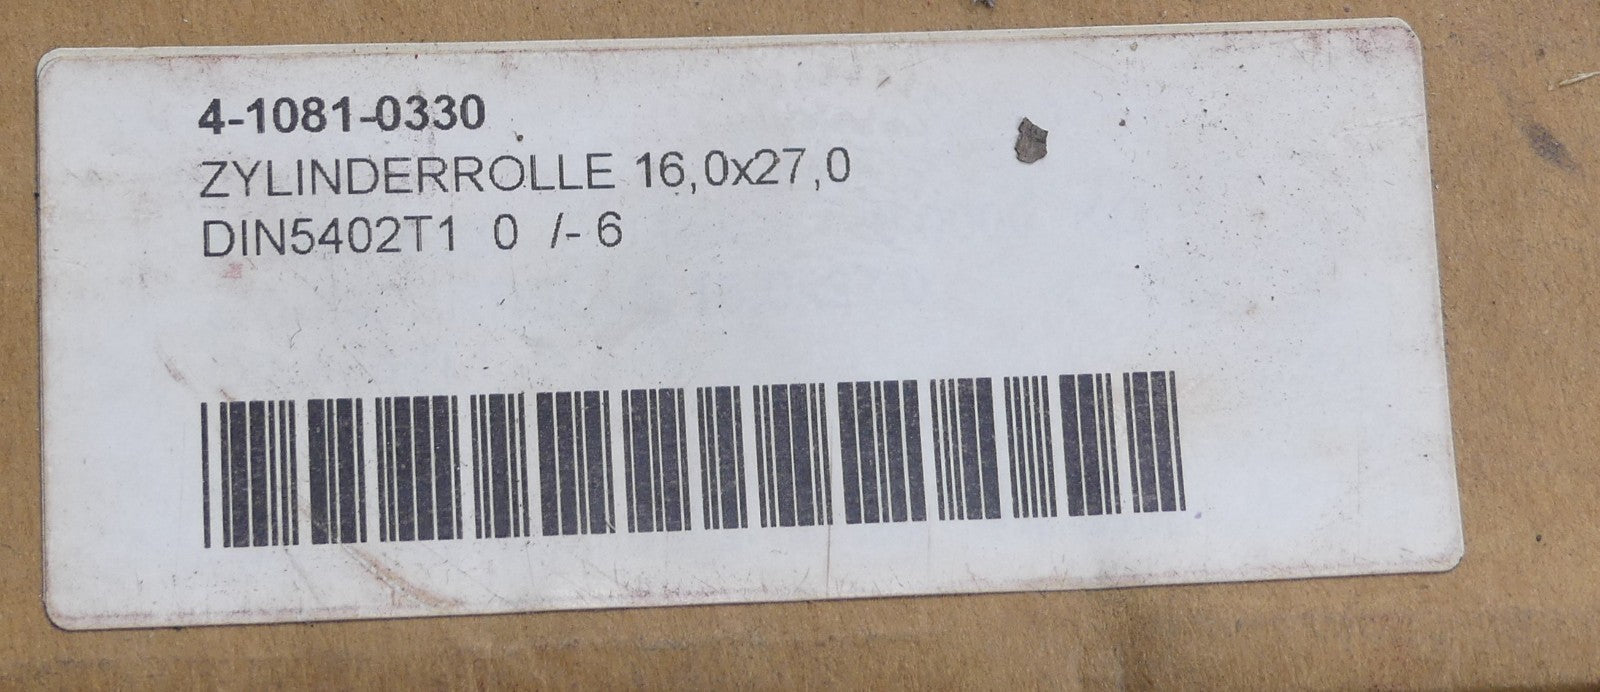 4-1081-0330
ZYLINDERROLLE 16,0x27,0
DIN5402T1 0 /- 6